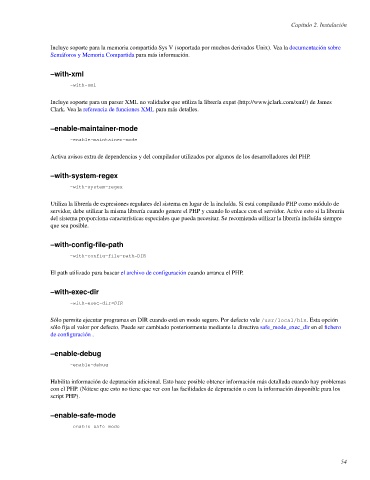 Capítulo 2. Instalación
Incluye soporte para la memoria compartida Sys V (soportada por muchos derivados Unix). Vea la documentación sobre
Semáforos y Memoria Compartida para más información.
–with-xml
-with-xml
Incluye soporte para un parser XML no validador que utiliza la librería expat (http://www.jclark.com/xml/) de James
Clark. Vea la referencia de funciones XML para más detalles.
–enable-maintainer-mode
-enable-maintainer-mode
Activa avisos extra de dependencias y del compilador utilizados por algunos de los desarrolladores del PHP.
–with-system-regex
-with-system-regex
Utiliza la librería de expresiones regulares del sistema en lugar de la incluída. Si está compilando PHP como módulo de
servidor, debe utilizar la misma librería cuando genere el PHP y cuando lo enlace con el servidor. Active esto si la librería
del sistema proporciona características especiales que pueda necesitar. Se recomienda utilizar la librería incluída siempre
que sea posible.
–with-config-file-path
-with-config-file-path=DIR
El path utilizado para buscar el archivo de configuración cuando arranca el PHP.
–with-exec-dir
-with-exec-dir=DIR
Sólo permite ejecutar programas en DIR cuando está en modo seguro. Por defecto vale /usr/local/bin. Esta opción
sólo fija el valor por defecto. Puede ser cambiado posteriormente mediante la directiva safe_mode_exec_dir en el fichero
de configuración .
–enable-debug
-enable-debug
Habilita información de depuración adicional. Esto hace posible obtener información más detallada cuando hay problemas
con el PHP. (Nótese que esto no tiene que ver con las facilidades de depuración o con la información disponible para los
script PHP).
–enable-safe-mode
-enable-safe-mode
54